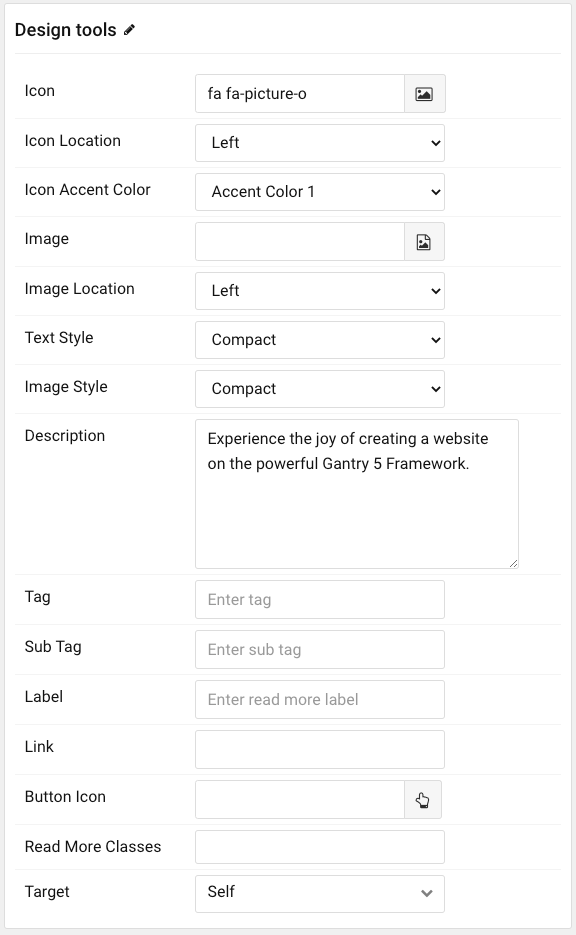 Design tools
Icon
fa fa-picture-o
Icon Location
Left
Icon Accent Color
Accent Color 1
Image
Image Location
Left
Text Style
Compact
Image Style
Compact
Description
Experience the joy of creating a website
on the powerful Gantry 5 Framework.
Tag
Enter tag
Sub Tag
Enter sub tag
Label
Enter read more label
Link
Button Icon
Read More Classes
Target
Self